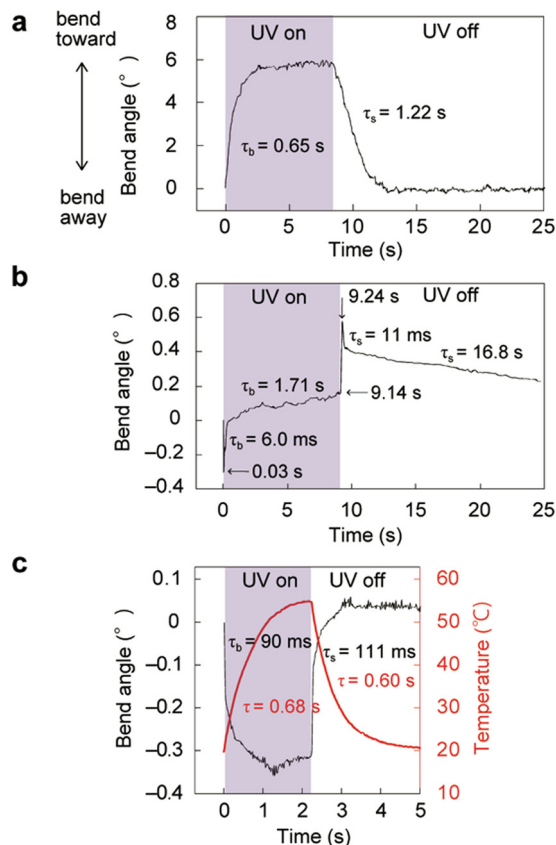 a
bend toward
bend away
UV on
UV off
Bend angle (°)
8
6
4
2
0
τb = 0.65 s
τs = 1.22 s
0
5
10
15
20
25
Time (s)
b
UV on
9.24 s
UV off
Bend angle (°)
0.8
0.6
0.4
0.2
0
–0.2
–0.4
τs = 11 ms
τs = 16.8 s
τb = 1.71 s
9.14 s
τb = 6.0 ms
0.03 s
0
5
10
15
20
25
Time (s)
c
UV on
UV off
Bend angle (°)
0.1
0
–0.1
–0.2
–0.3
–0.4
τb = 90 ms
τs = 111 ms
τ = 0.68 s
τ = 0.60 s
60
50
40
30
20
10
Temperature (°C)
0
1
2
3
4
5
Time (s)